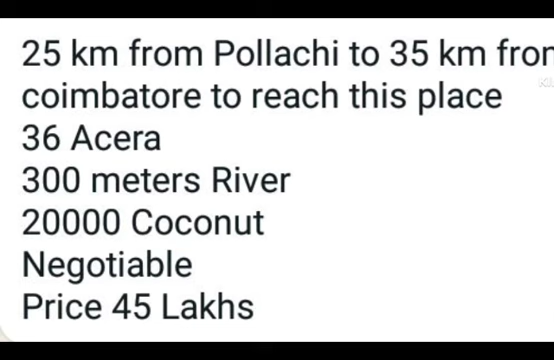 25 km from Pollachi to 35 km from
coimbatore to reach this place
36 Acera
300 meters River
20000 Coconut
Negotiable
Price 45 Lakhs